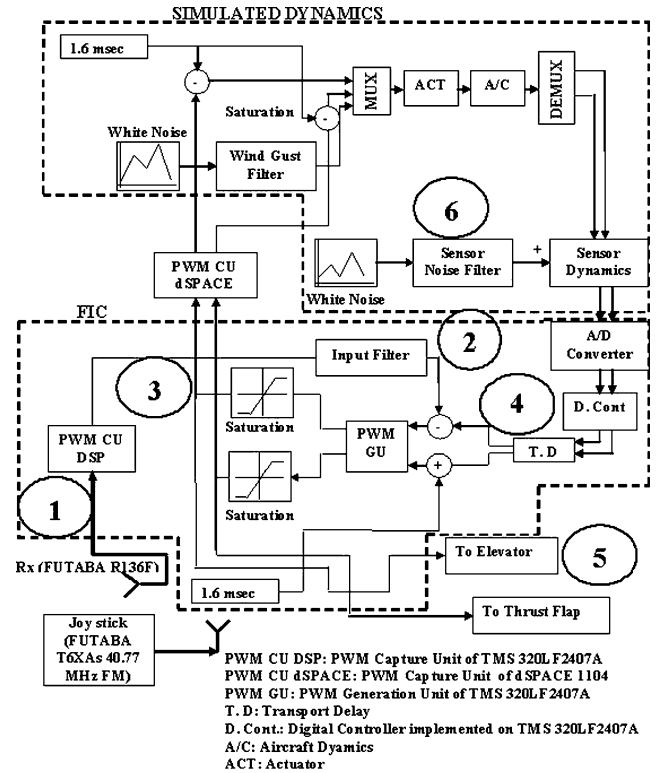 SIMULATED DYNAMICS
1.6 msec
-
Saturation
-
MUX
ACT
A/C
DEMUX
White Noise
Wind Gust
Filter
6
PWM CU
dSPACE
White Noise
Sensor
Noise Filter
+
Sensor
Dynamics
FIC
A/D
Converter
2
Input Filter
3
Saturation
4
D. Cont
PWM CU
DSP
PWM
GU
-
T. D
+
1
Saturation
Rx (FUTABA R136F)
5
To Elevator
1.6 msec
To Thrust Flap
Joy stick
(FUTABA
T6XAs 40.77
MHz FM)
PWM CU DSP: PWM Capture Unit of TMS 320LF2407A
PWM CU dSPACE: PWM Capture Unit of dSPACE 1104
PWM GU: PWM Generation Unit of TMS 320LF2407A
T. D: Transport Delay
D. Cont.: Digital Controller implemented on TMS 320LF2407A
A/C: Aircraft Dyamics
ACT: Actuator